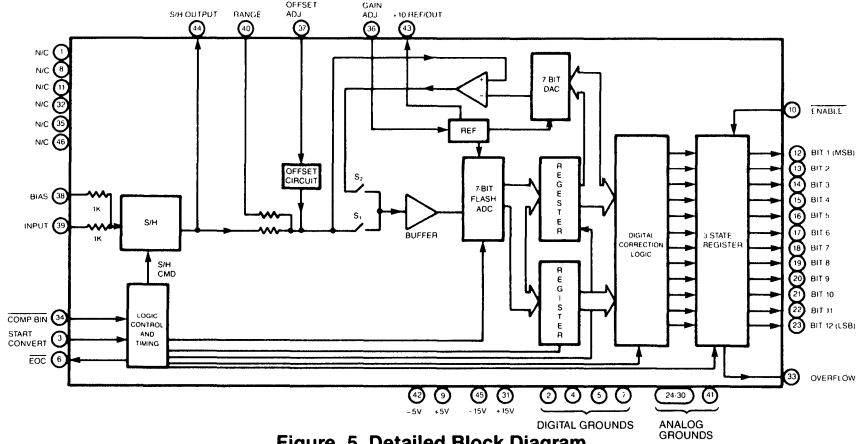 S/H OUTPUT
44
RANGE
40
OFFSET
ADJ
37
GAIN
ADJ
36
+10 REF/OUT
43
N/C 1
N/C 8
N/C 11
N/C 32
N/C 35
N/C 46
BIAS 38
1K
INPUT 39
1K
S/H
S/H
CMD
COMP BIN 34
START
CONVERT 3
EOC 6
LOGIC
CONTROL
AND
TIMING
OFFSET
CIRCUIT
S2
S1
BUFFER
+
−
REF
7 BIT
DAC
7-BIT
FLASH
ADC
REGESTER
REGISTER
DIGITAL
CORRECTION
LOGIC
3 STATE
REGISTER
10 ENABLE
12 BIT 1 (MSB)
13 BIT 2
14 BIT 3
15 BIT 4
16 BIT 5
17 BIT 6
18 BIT 7
19 BIT 8
20 BIT 9
21 BIT 10
22 BIT 11
23 BIT 12 (LSB)
33 OVERFLOW
42 9 45 31
−5V +5V -15V +15V
2 4 5 7
DIGITAL GROUNDS
24-30 41
ANALOG
GROUNDS
Figure 5. Detailed Block Diagram